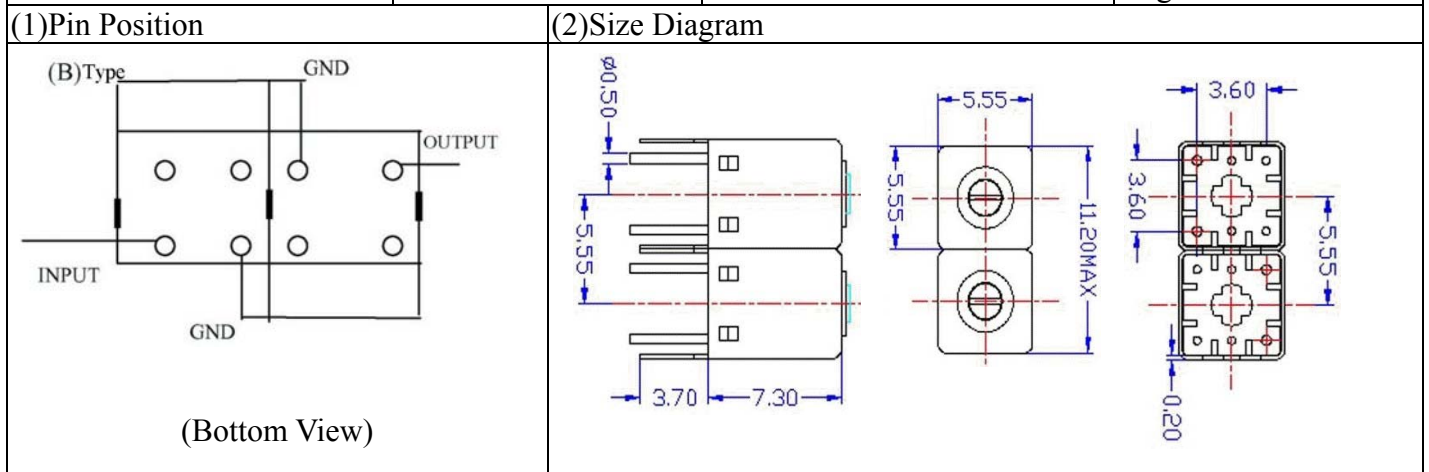 (1)Pin Position
(2)Size Diagram
(B)Type
GND
OUTPUT
INPUT
GND
(Bottom View)
ø0.50
5.55
3.70
7.30
5.55
5.55
11.20MAX
3.60
3.60
5.55
0.20